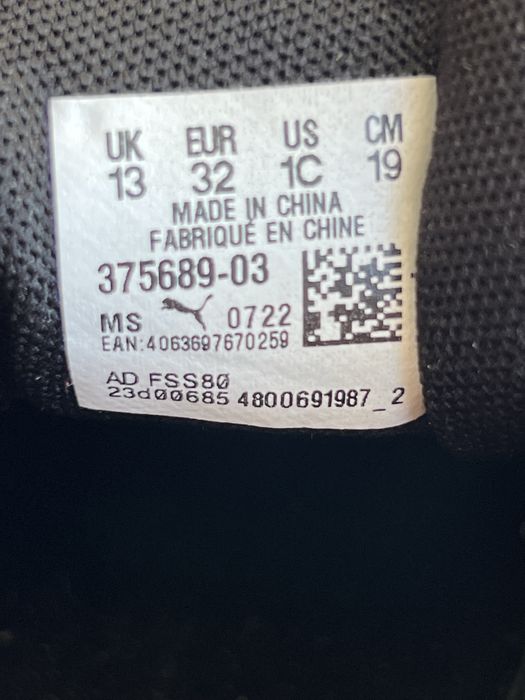 UK EUR US CM
13 32 1C 19
MADE IN CHINA
FABRIQUÉ EN CHINE
375689-03
MS 0722
EAN:4063697670259
AD FSS80
23d00685 4800691987_2